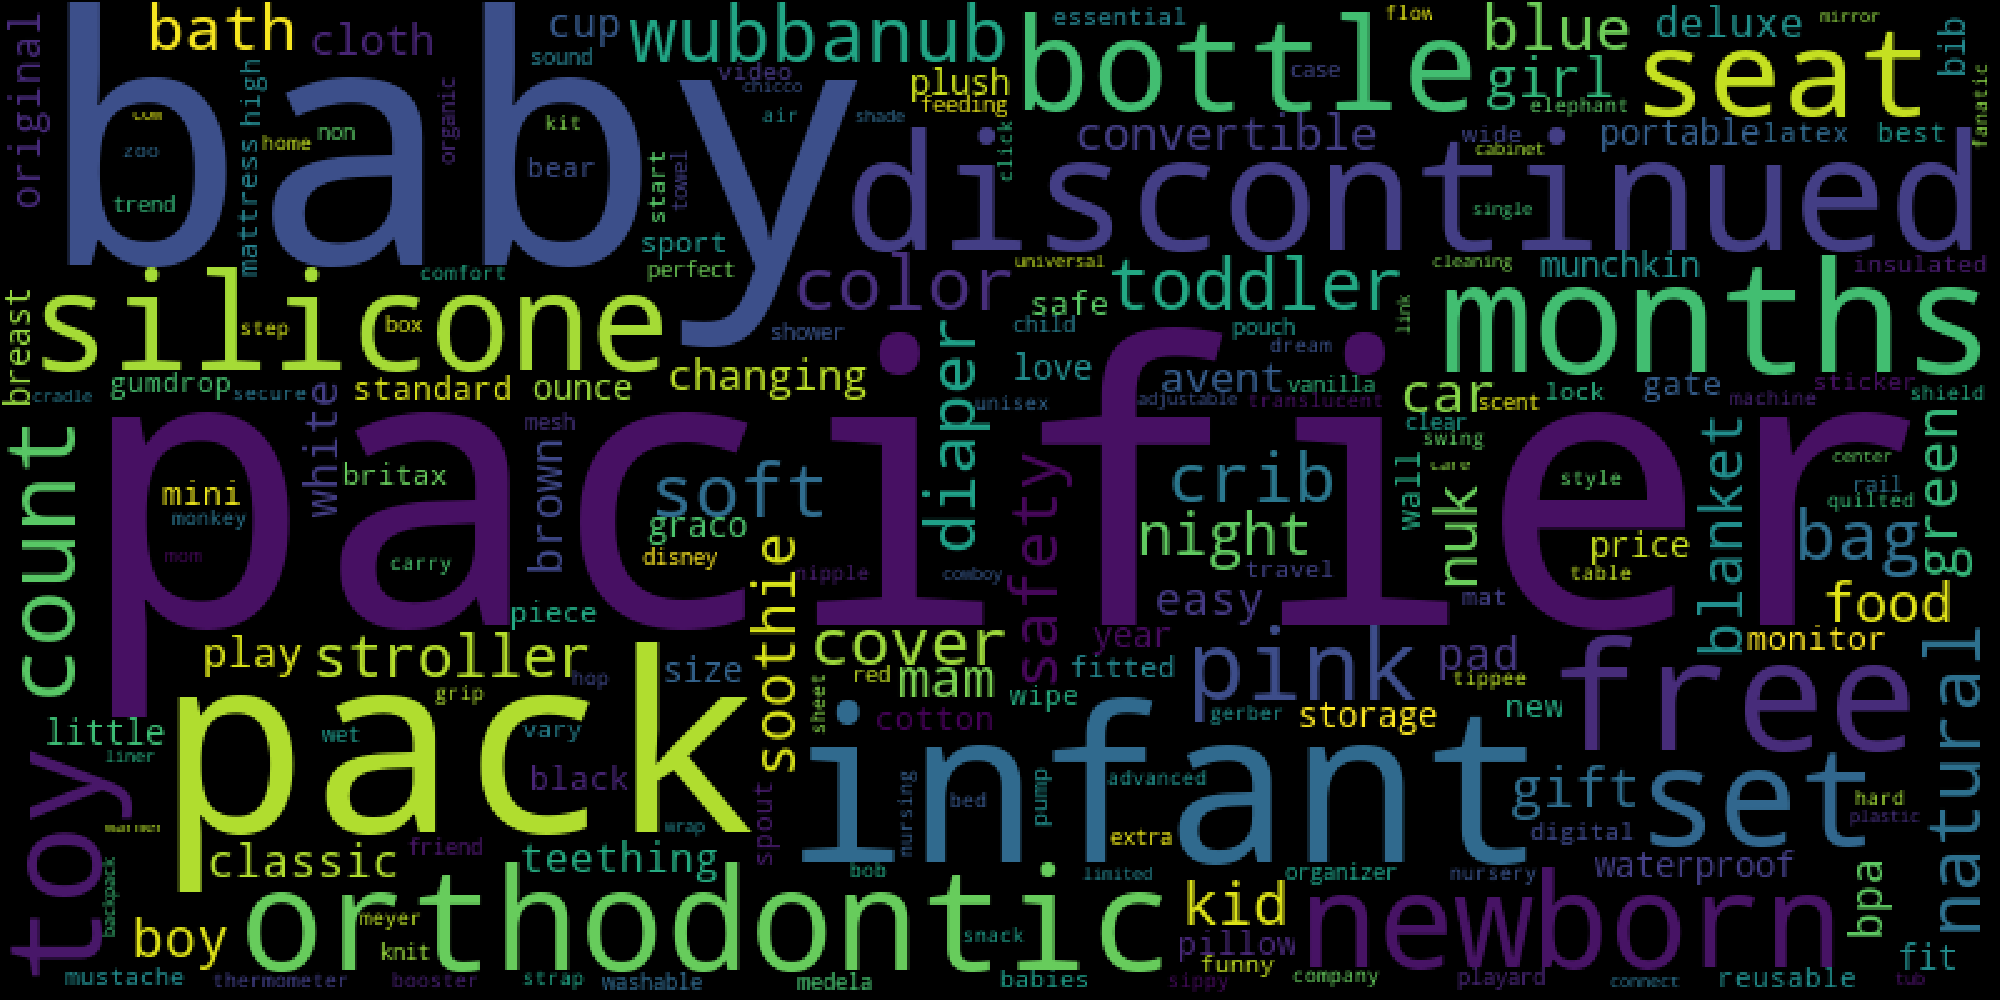 original
bath
cloth
baby
cup
sound
wubbanub
video
chicco
essential
bottle
case
flow
blue
girl
elephant
deluxe
mirror
seat
bib
fanatic
plush
feeding
air
shade
mattress
high
home
non
organic
zoo
trend
kit
bear
start
towel
sport
perfect
comfort
click
convertible
wide
cabinet
portable
latex
best
discontinued
single
universal
cleaning
munchkin
insulated
color
safe
toddler
link
months
child
pouch
dream
shower
silicone
step
box
breast
cradle
gumdrop
secure
white
standard
ounce
changing
diaper
love
unisex
avent
vanilla
adjustable
translucent
car
scent
lock
gate
sticker
machine
shield
clear
swing
care
pacifier
mesh
count
mini
monkey
mom
britax
carry
brown
soft
graco
disney
nipple
cowboy
soothie
safety
crib
night
travel
easy
wall
nuk
mat
style
price
table
blanket
center
rail
quilted
bag
green
food
monitor
piece
play
stroller
hop
grip
size
cover
red
mam
sheet
cotton
wipe
year
fitted
pink
gerber
storage
pad
tippee
new
free
natural
little
liner
toy
pack
wet
vary
black
wrap
spout
infant
nursing
bed
pump
advanced
extra
gift
set
digital
hard
plastic
waterproof
classic
friend
teething
bob
limited
organizer
nursery
backpack
boy
orthodontic
meyer
knit
snack
kid
pillow
funny
newborn
bpa
fit
mustache
thermometer
booster
strap
washable
medela
babies
sippy
company
playard
connect
reusable
tub